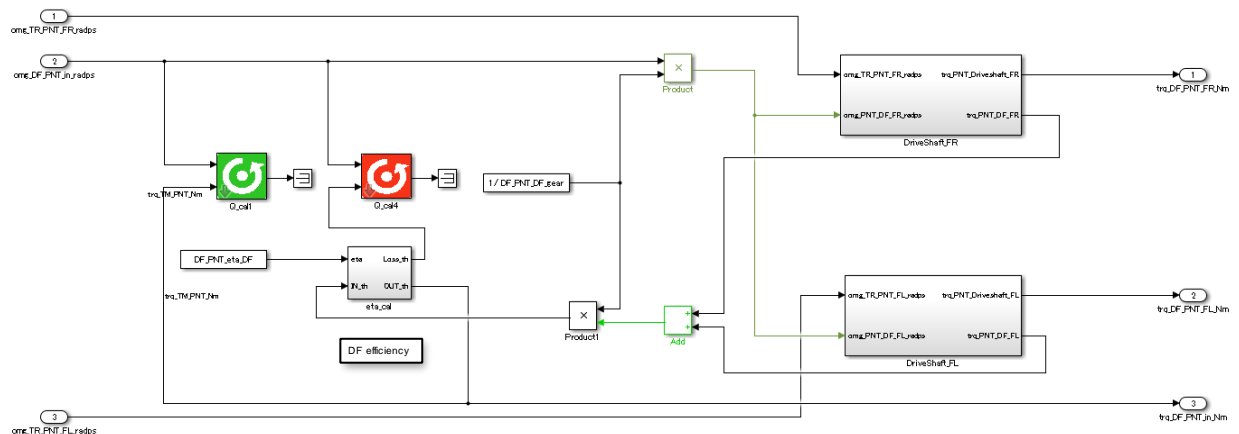 1
omg_TR_PNT_FR_radps
2
omg_DF_PNT_in_radps
×
Product
omg_TR_PNT_FR_radps
trq_PNT_Driveshaft_FR
omg_PNT_DF_FR_radps
trq_PNT_DF_FR
DriveShaft_FR
1
trq_DF_PNT_FR_Nm
trq_TM_PNT_Nm
Q_cal1
Q_cal4
1 / DF_PNT_DF_gear
DF_PNT_eta_DF
eta
Loss_th
IN_th
OUT_th
eta_cal
trq_TM_PNT_Nm
×
Product1
+
+
Add
omg_TR_PNT_FL_radps
trq_PNT_Driveshaft_FL
omg_PNT_DF_FL_radps
trq_PNT_DF_FL
DriveShaft_FL
2
trq_DF_PNT_FL_Nm
DF efficiency
3
omg_TR_PNT_FL_radps
3
trq_DF_PNT_in_Nm